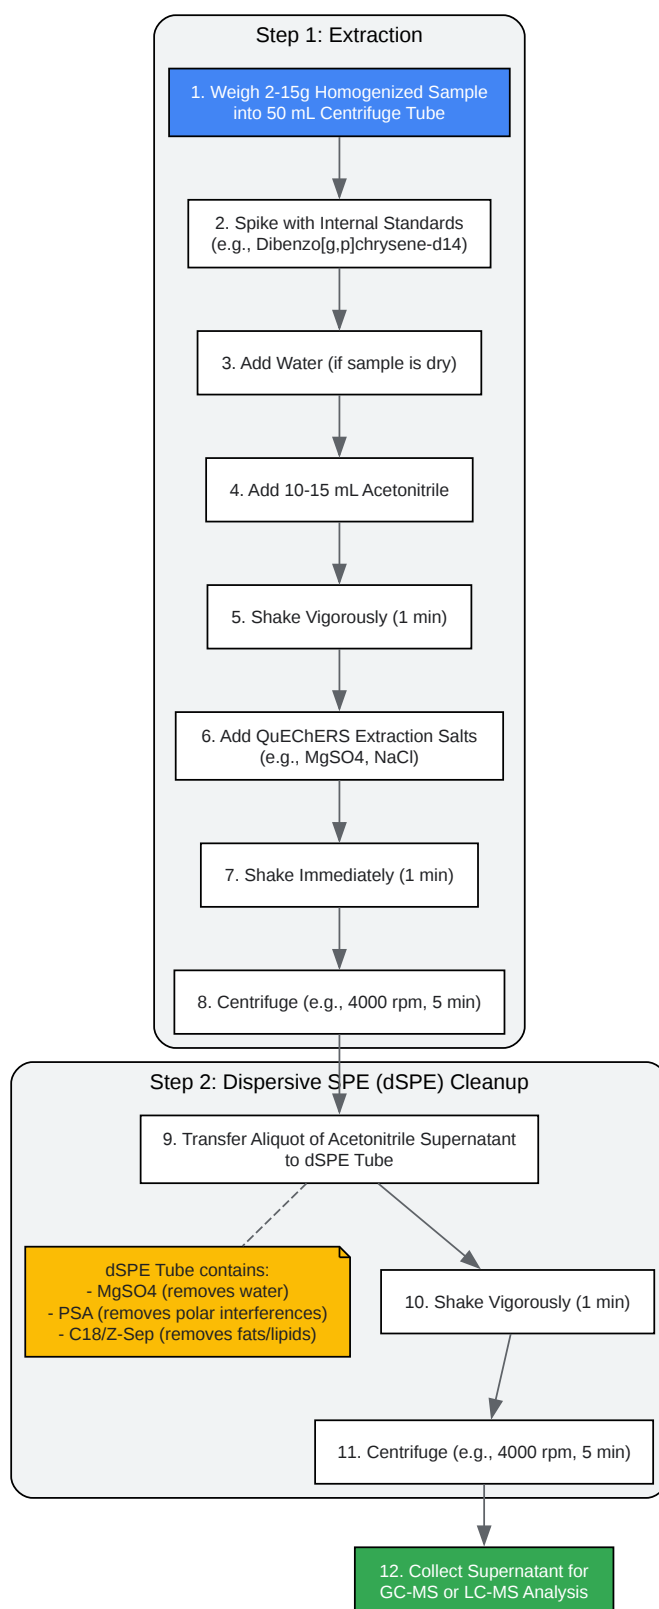 Step 1: Extraction
1. Weigh 2-15g Homogenized Sample
into 50 mL Centrifuge Tube
2. Spike with Internal Standards
(e.g., Dibenzo[g,p]chrysene-d14)
3. Add Water (if sample is dry)
4. Add 10-15 mL Acetonitrile
5. Shake Vigorously (1 min)
6. Add QuEChERS Extraction Salts
(e.g., MgSO4, NaCl)
7. Shake Immediately (1 min)
8. Centrifuge (e.g., 4000 rpm, 5 min)
Step 2: Dispersive SPE (dSPE) Cleanup
9. Transfer Aliquot of Acetonitrile Supernatant
to dSPE Tube
dSPE Tube contains:
- MgSO4 (removes water)
- PSA (removes polar interferences)
- C18/Z-Sep (removes fats/lipids)
10. Shake Vigorously (1 min)
11. Centrifuge (e.g., 4000 rpm, 5 min)
12. Collect Supernatant for
GC-MS or LC-MS Analysis